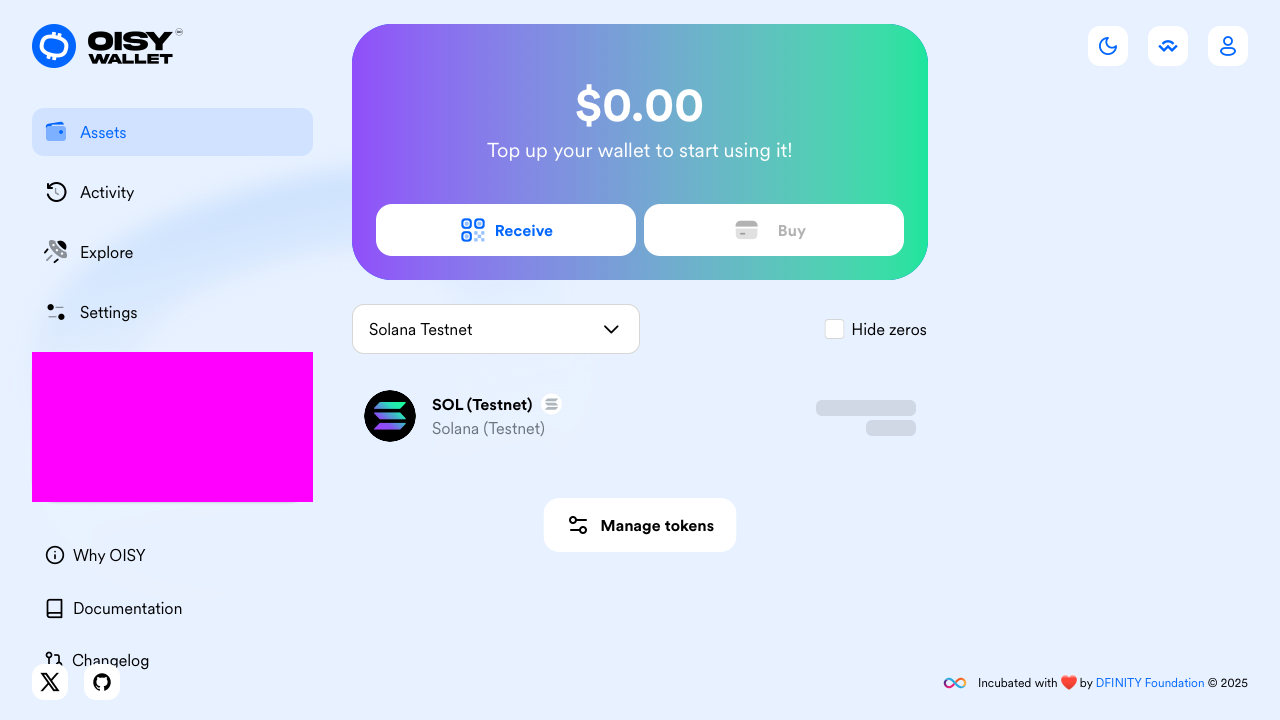 OISY
WALLET
Assets
Activity
Explore
Settings
Why OISY
Documentation
Changelog
$0.00
Top up your wallet to start using it!
Receive
Buy
Solana Testnet
Hide zeros
SOL (Testnet)
Solana (Testnet)
Manage tokens
Incubated with ❤️ by DFINITY Foundation © 2025